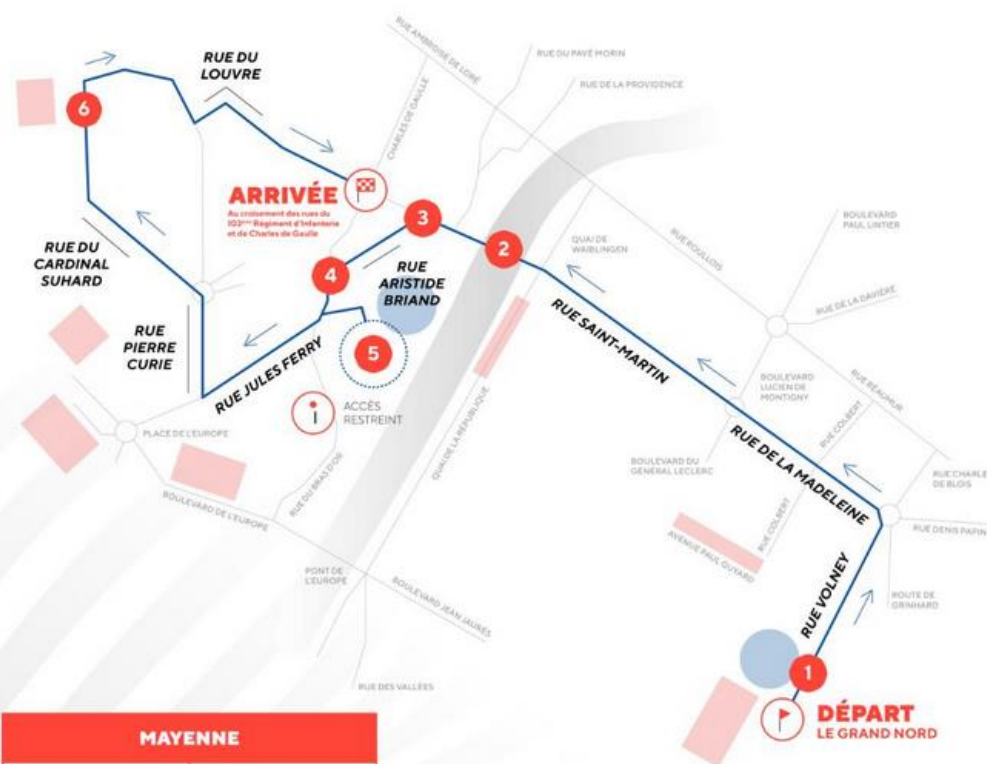 RUE DU
LOUVRE
RUE AMBROISE DE LORÉ
RUE DU PAVÉ MORIN
RUE DE LA PROVIDENCE
CHARLES DE GAULLE
6
ARRIVÉE
Au croisement des rues du
103ème Régiment d'Infanterie
et de Charles de Gaulle
3
2
QUAI DE
WAIBLINGEN
RUE ROULLOIS
BOULEVARD
PAUL LINTIER
RUE DU
CARDINAL
SUHARD
4
RUE
ARISTIDE
BRIAND
RUE DE LA DAVIÈRE
RUE SAINT-MARTIN
RUE
PIERRE
CURIE
RUE JULES FERRY
5
ACCÈS
RESTREINT
BOULEVARD
LUCIEN DE
MONTIGNY
RUE RÉAUMUR
RUE COLBERT
PLACE DE L'EUROPE
QUAI DE LA RÉPUBLIQUE
RUE DE LA MADELEINE
BOULEVARD DU
GÉNÉRAL LECLERC
RUE CHARLE
DE BLOIS
RUE DU BRAS D'OR
BOULEVARD DE L'EUROPE
RUE COLBERT
AVENUE PAUL GUYARD
RUE DENIS PAPIN
PONT DE
L'EUROPE
BOULEVARD JEAN JAURÈS
RUE VOLNEY
ROUTE DE
GRINHARD
RUE DES VALLÉES
1
DÉPART
LE GRAND NORD
MAYENNE